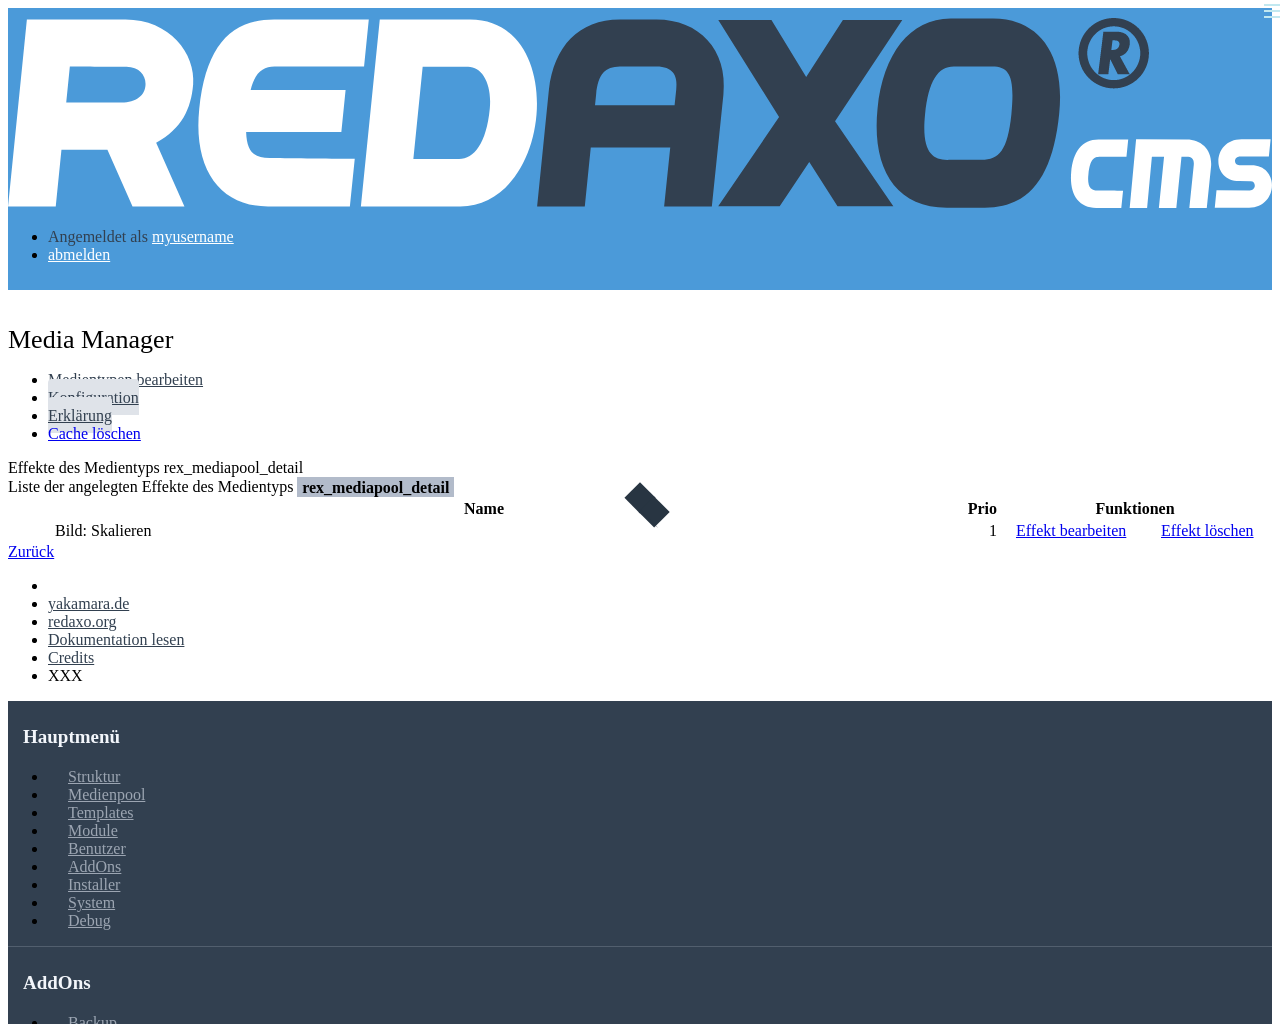 REDAXO®
cms
Angemeldet als myusername
abmelden
Media Manager
Medientypen bearbeiten
Konfiguration
Erklärung
Cache löschen
Effekte des Medientyps rex_mediapool_detail
Liste der angelegten Effekte des Medientyps rex_mediapool_detail
Name Prio Funktionen
Bild: Skalieren 1 Effekt bearbeiten Effekt löschen
Zurück
yakamara.de
redaxo.org
Dokumentation lesen
Credits
XXX
Hauptmenü
Struktur
Medienpool
Templates
Module
Benutzer
AddOns
Installer
System
Debug
AddOns
Backup